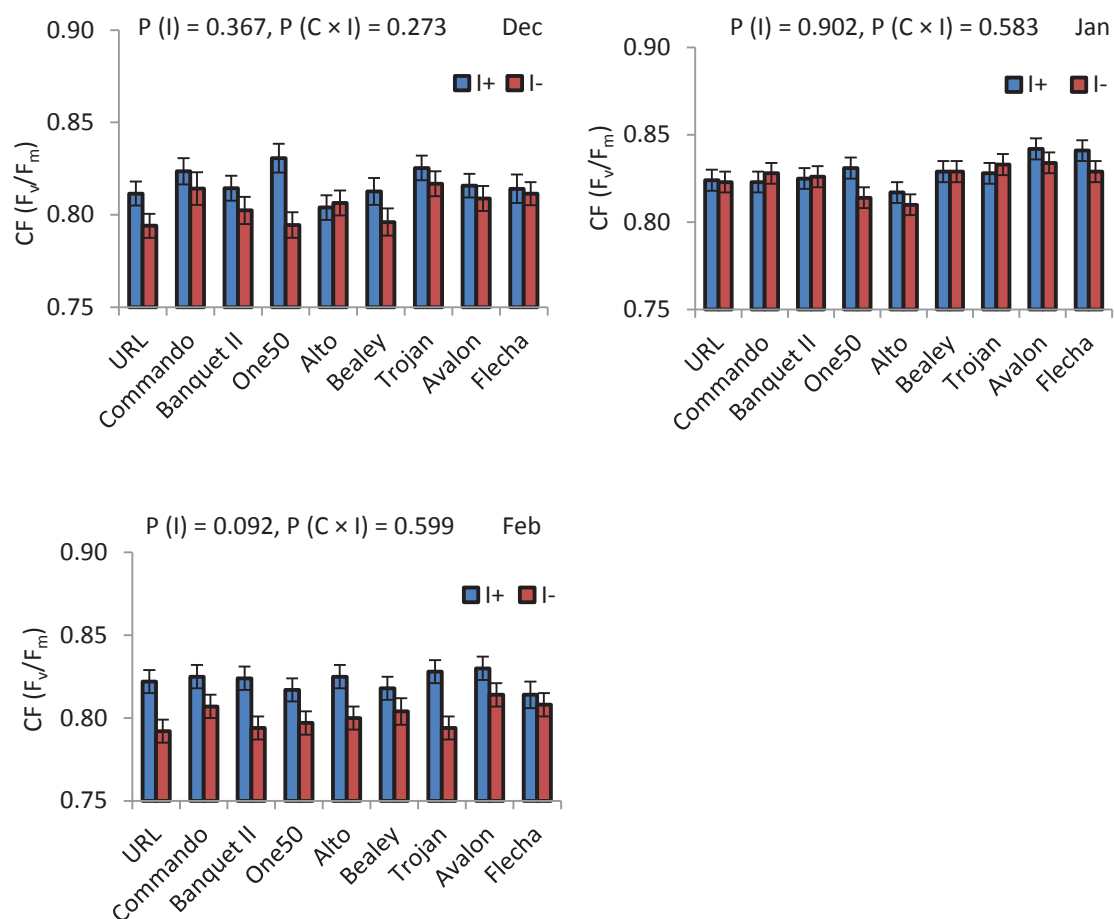 P (I) = 0.367, P (C × I) = 0.273 Dec
I+ I-
CF (Fv/Fm)
0.90
0.85
0.80
0.75
URL
Commando
Banquet II
One50
Alto
Bealey
Trojan
Avalon
Flecha
P (I) = 0.902, P (C × I) = 0.583 Jan
I+ I-
CF (Fv/Fm)
0.90
0.85
0.80
0.75
URL
Commando
Banquet II
One50
Alto
Bealey
Trojan
Avalon
Flecha
P (I) = 0.092, P (C × I) = 0.599 Feb
I+ I-
CF (Fv/Fm)
0.90
0.85
0.80
0.75
URL
Commando
Banquet II
One50
Alto
Bealey
Trojan
Avalon
Flecha